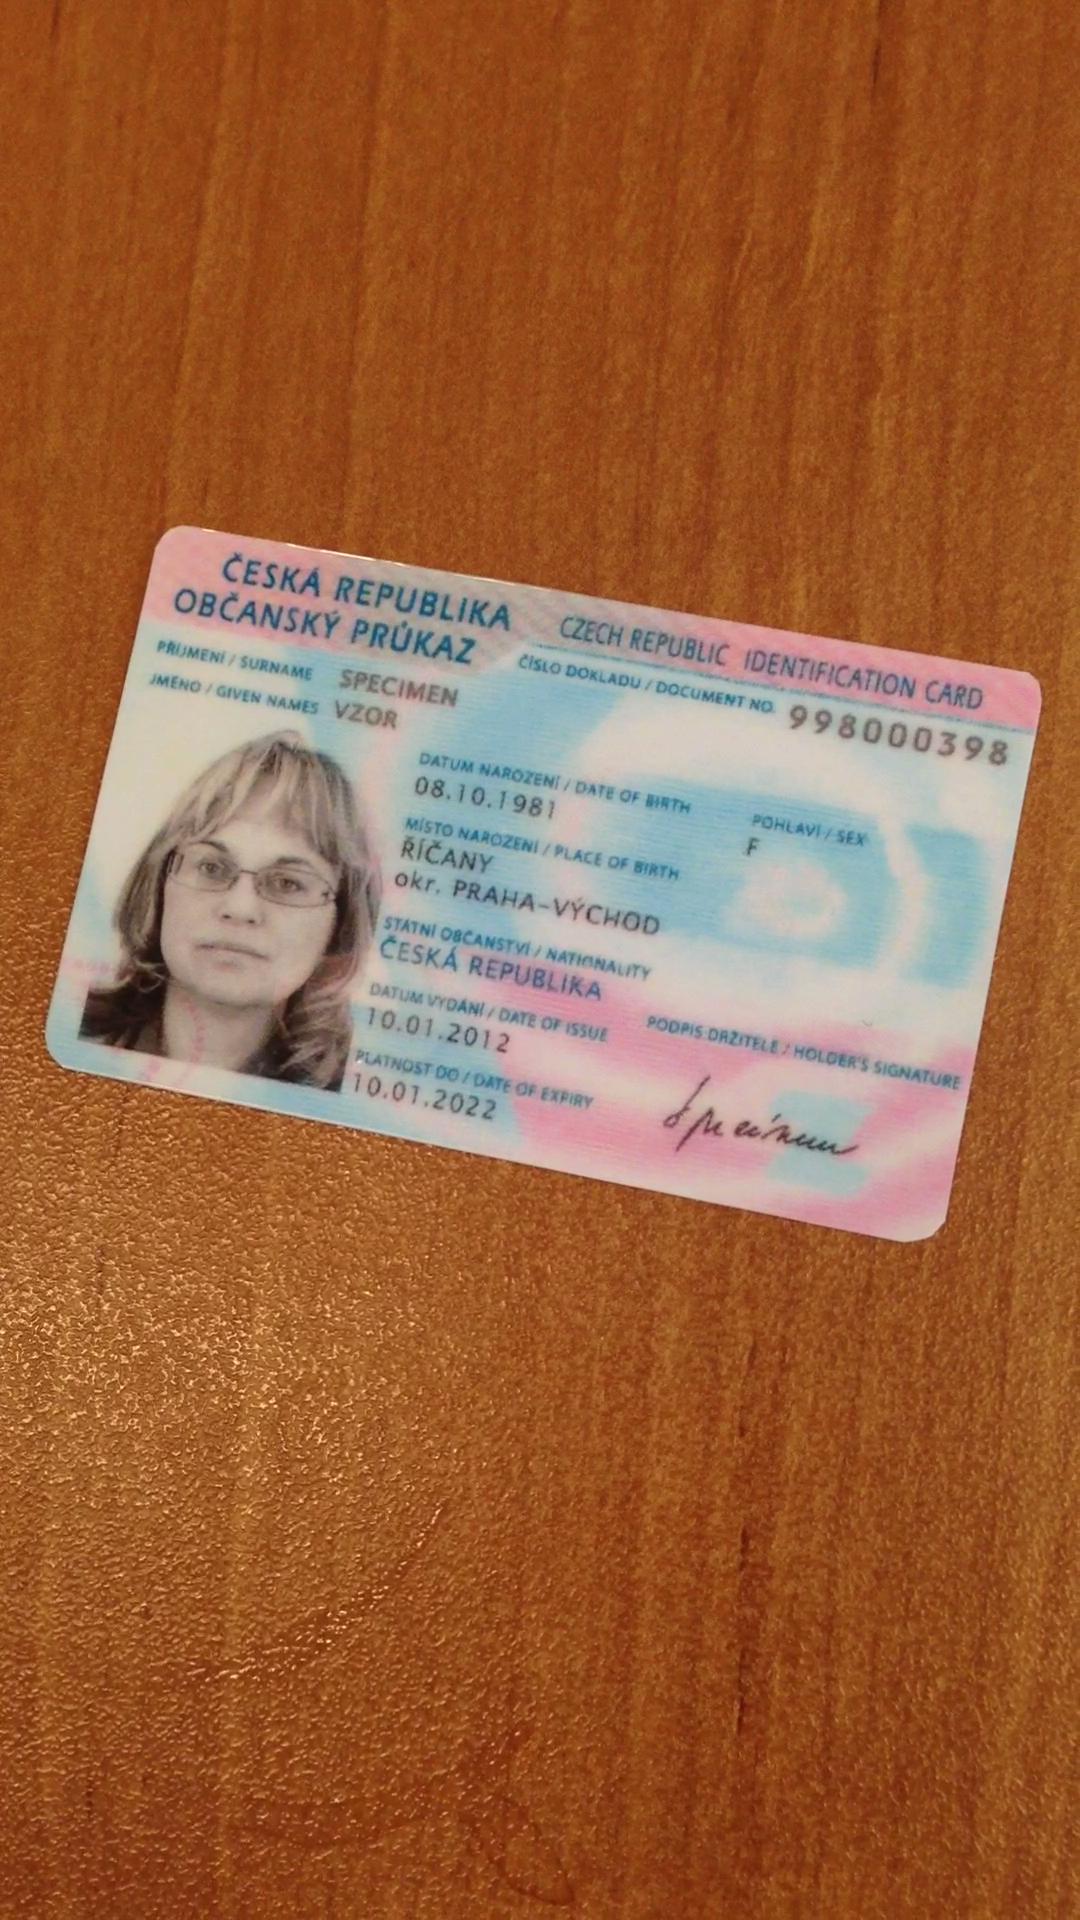 ČESKÁ REPUBLIKA
OBČANSKÝ PRŮKAZ
CZECH REPUBLIC IDENTIFICATION CARD
PŘÍJMENÍ / SURNAME SPECIMEN
JMÉNO / GIVEN NAMES VZOR
ČÍSLO DOKLADU / DOCUMENT NO. 998000398
DATUM NAROZENÍ / DATE OF BIRTH
08.10.1981
POHLAVÍ / SEX
F
MÍSTO NAROZENÍ / PLACE OF BIRTH
ŘÍČANY
okr. PRAHA-VÝCHOD
STÁTNÍ OBČANSTVÍ / NATIONALITY
ČESKÁ REPUBLIKA
DATUM VYDÁNÍ / DATE OF ISSUE
10.01.2012
PLATNOST DO / DATE OF EXPIRY
10.01.2022
PODPIS DRŽITELE / HOLDER'S SIGNATURE
Specimen